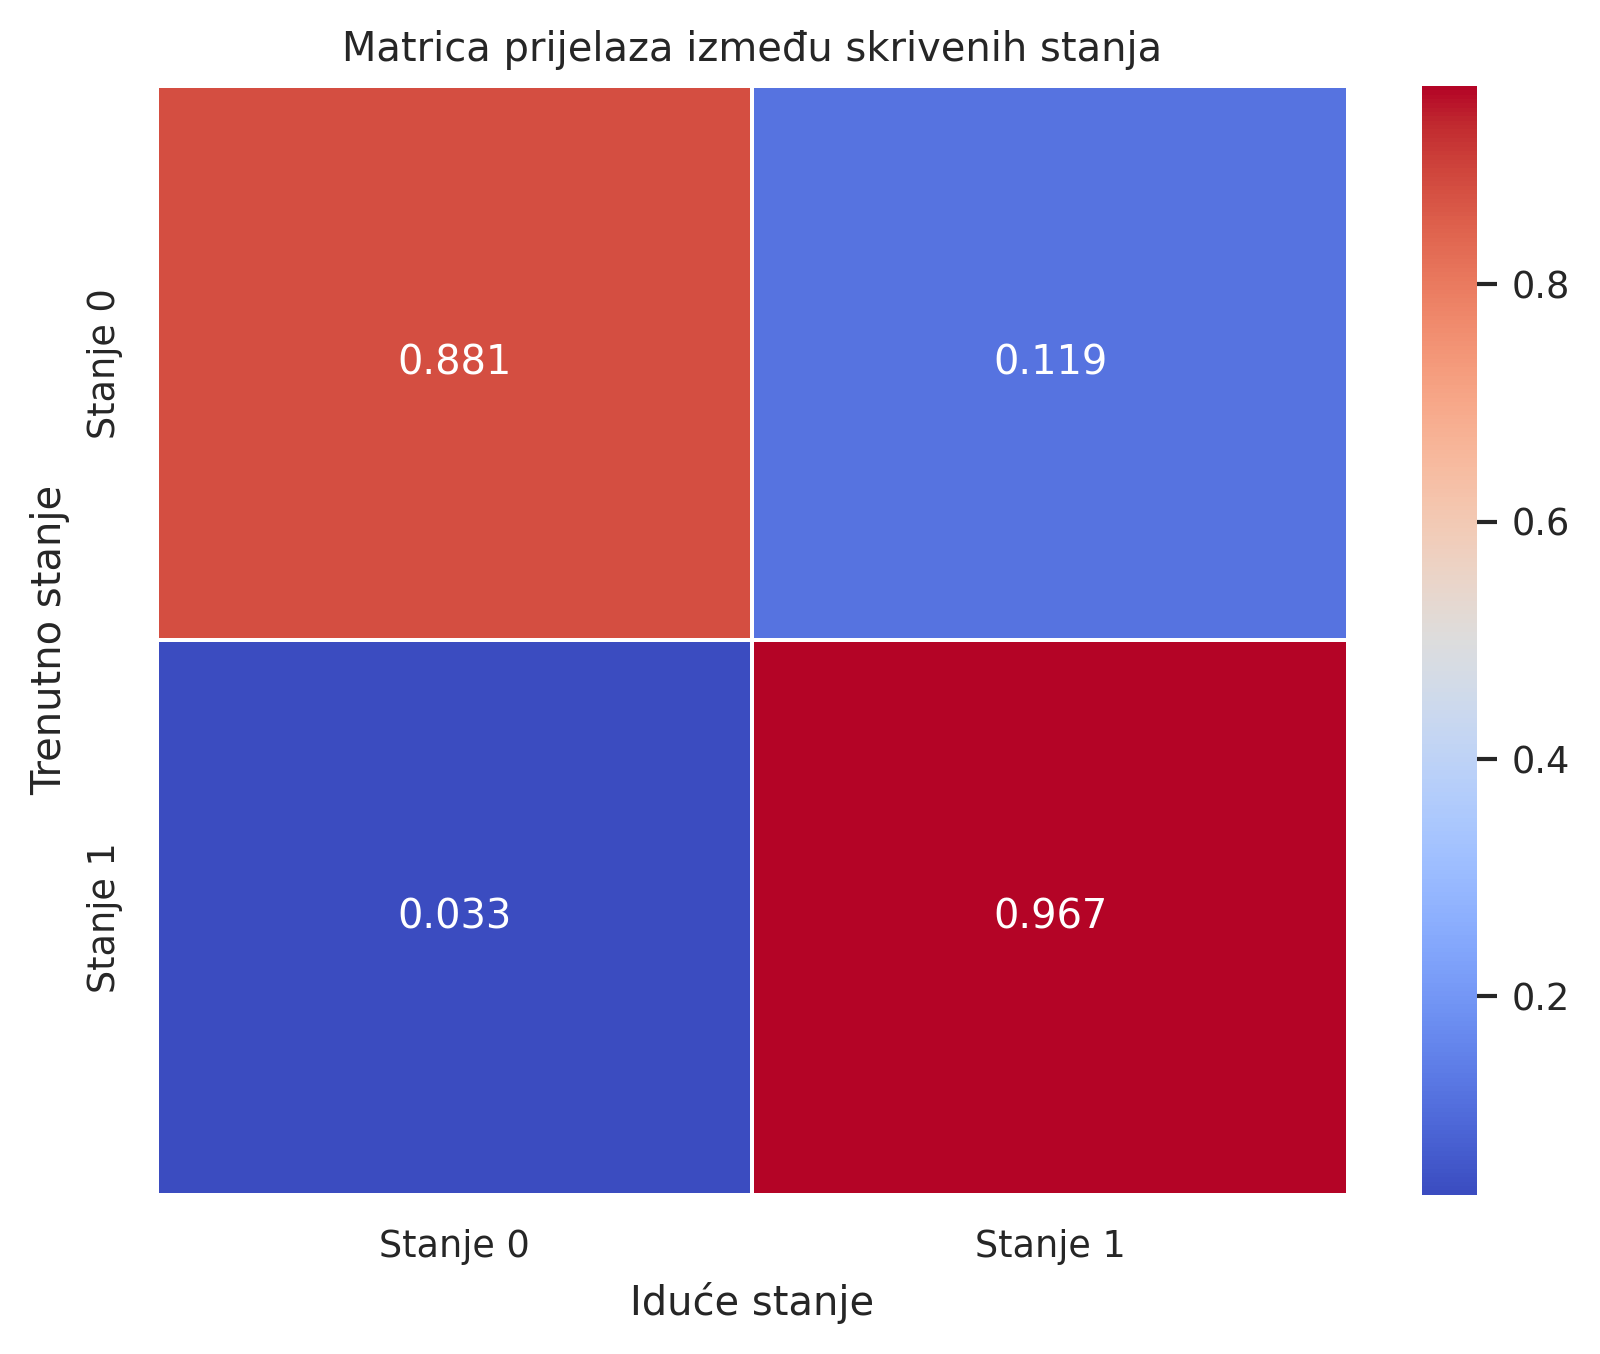 Matrica prijelaza između skrivenih stanja
Trenutno stanje
Stanje 0
0.881
0.119
Stanje 1
0.033
0.967
Stanje 0
Stanje 1
Iduće stanje
0.8
0.6
0.4
0.2